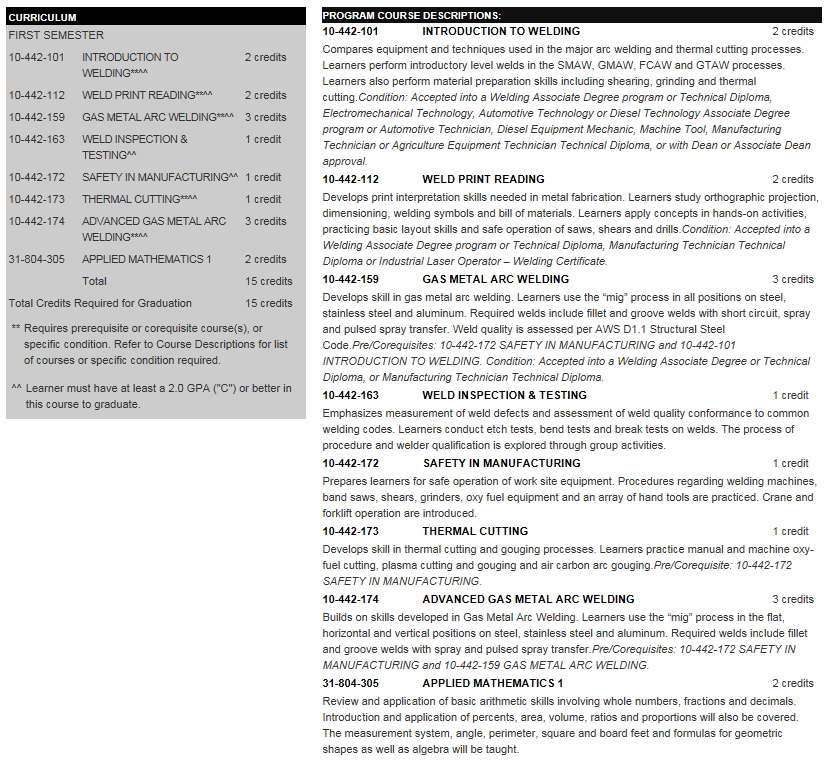 CURRICULUM
FIRST SEMESTER
10-442-101 INTRODUCTION TO 2 credits
WELDING**^^
10-442-112 WELD PRINT READING**^^ 2 credits
10-442-159 GAS METAL ARC WELDING**^^ 3 credits
10-442-163 WELD INSPECTION & 1 credit
TESTING^^
10-442-172 SAFETY IN MANUFACTURING^^ 1 credit
10-442-173 THERMAL CUTTING**^^ 1 credit
10-442-174 ADVANCED GAS METAL ARC 3 credits
WELDING**^^
31-804-305 APPLIED MATHEMATICS 1 2 credits
Total 15 credits
Total Credits Required for Graduation 15 credits
** Requires prerequisite or corequisite course(s), or
specific condition. Refer to Course Descriptions for list
of courses or specific condition required.
^^ Learner must have at least a 2.0 GPA ("C") or better in
this course to graduate.
PROGRAM COURSE DESCRIPTIONS:
10-442-101 INTRODUCTION TO WELDING 2 credits
Compares equipment and techniques used in the major arc welding and thermal cutting processes.
Learners perform introductory level welds in the SMAW, GMAW, FCAW and GTAW processes.
Learners also perform material preparation skills including shearing, grinding and thermal
cutting.Condition: Accepted into a Welding Associate Degree program or Technical Diploma,
Electromechanical Technology, Automotive Technology or Diesel Technology Associate Degree
program or Automotive Technician, Diesel Equipment Mechanic, Machine Tool, Manufacturing
Technician or Agriculture Equipment Technician Technical Diploma, or with Dean or Associate Dean
approval.
10-442-112 WELD PRINT READING 2 credits
Develops print interpretation skills needed in metal fabrication. Learners study orthographic projection,
dimensioning, welding symbols and bill of materials. Learners apply concepts in hands-on activities,
practicing basic layout skills and safe operation of saws, shears and drills.Condition: Accepted into a
Welding Associate Degree program or Technical Diploma, Manufacturing Technician Technical
Diploma or Industrial Laser Operator – Welding Certificate.
10-442-159 GAS METAL ARC WELDING 3 credits
Develops skill in gas metal arc welding. Learners use the “mig” process in all positions on steel,
stainless steel and aluminum. Required welds include fillet and groove welds with short circuit, spray
and pulsed spray transfer. Weld quality is assessed per AWS D1.1 Structural Steel
Code.Pre/Corequisites: 10-442-172 SAFETY IN MANUFACTURING and 10-442-101
INTRODUCTION TO WELDING. Condition: Accepted into a Welding Associate Degree or Technical
Diploma, or Manufacturing Technician Technical Diploma.
10-442-163 WELD INSPECTION & TESTING 1 credit
Emphasizes measurement of weld defects and assessment of weld quality conformance to common
welding codes. Learners conduct etch tests, bend tests and break tests on welds. The process of
procedure and welder qualification is explored through group activities.
10-442-172 SAFETY IN MANUFACTURING 1 credit
Prepares learners for safe operation of work site equipment. Procedures regarding welding machines,
band saws, shears, grinders, oxy fuel equipment and an array of hand tools are practiced. Crane and
forklift operation are introduced.
10-442-173 THERMAL CUTTING 1 credit
Develops skill in thermal cutting and gouging processes. Learners practice manual and machine oxy-
fuel cutting, plasma cutting and gouging and air carbon arc gouging.Pre/Corequisite: 10-442-172
SAFETY IN MANUFACTURING.
10-442-174 ADVANCED GAS METAL ARC WELDING 3 credits
Builds on skills developed in Gas Metal Arc Welding. Learners use the “mig” process in the flat,
horizontal and vertical positions on steel, stainless steel and aluminum. Required welds include fillet
and groove welds with spray and pulsed spray transfer.Pre/Corequisites: 10-442-172 SAFETY IN
MANUFACTURING and 10-442-159 GAS METAL ARC WELDING.
31-804-305 APPLIED MATHEMATICS 1 2 credits
Review and application of basic arithmetic skills involving whole numbers, fractions and decimals.
Introduction and application of percents, area, volume, ratios and proportions will also be covered.
The measurement system, angle, perimeter, square and board feet and formulas for geometric
shapes as well as algebra will be taught.